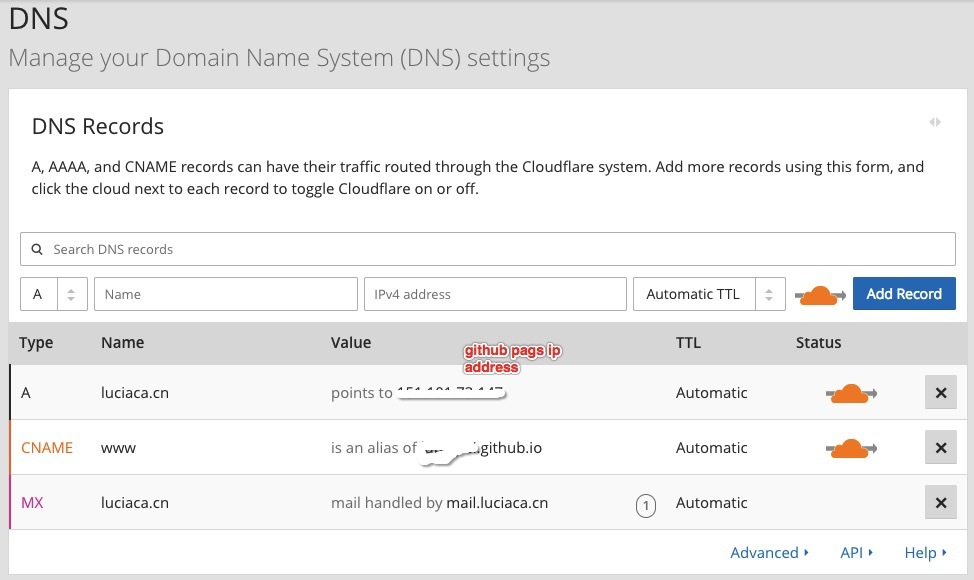 DNS
Manage your Domain Name System (DNS) settings
DNS Records
A, AAAA, and CNAME records can have their traffic routed through the Cloudflare system. Add more records using this form, and
click the cloud next to each record to toggle Cloudflare on or off.
Search DNS records
A Name IPv4 address Automatic TTL Add Record
Type Name Value TTL Status
github pags ip
address
A luciaca.cn points to Automatic
CNAME www is an alias of github.io Automatic
MX luciaca.cn mail handled by mail.luciaca.cn 1 Automatic
Advanced API Help